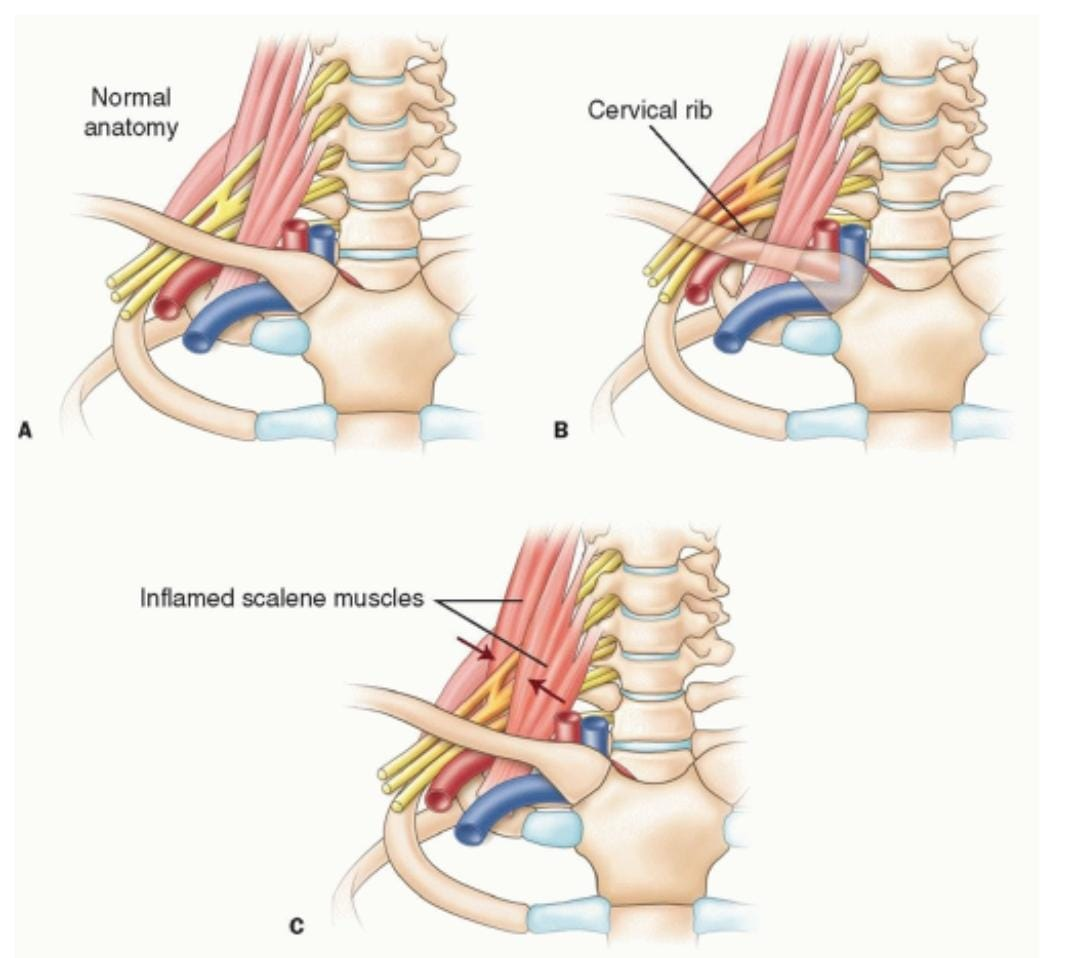 Normal
anatomy
Cervical rib
A
B
Inflamed scalene muscles
C